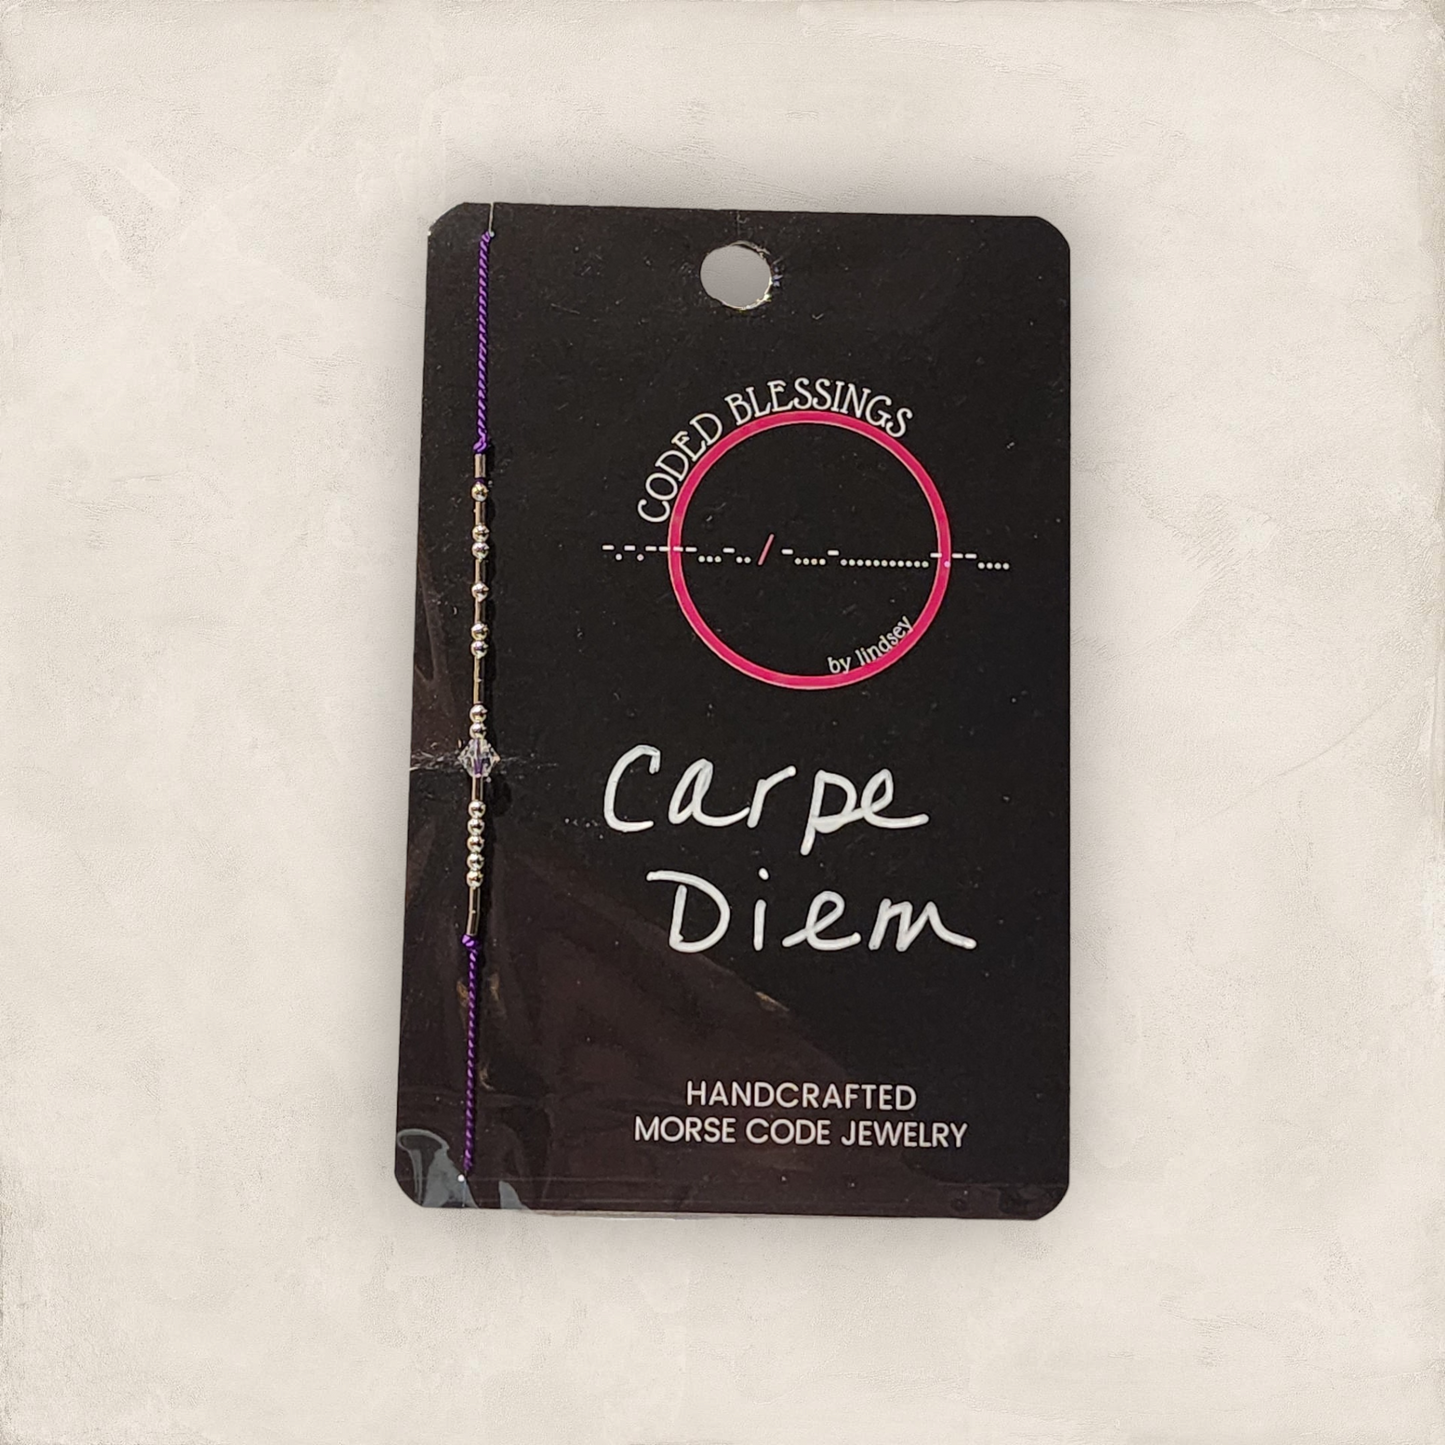 CODED BLESSINGS
-.-.----...-../-....-............-.--....
by lindsey
Carpe
Diem
HANDCRAFTED
MORSE CODE JEWELRY